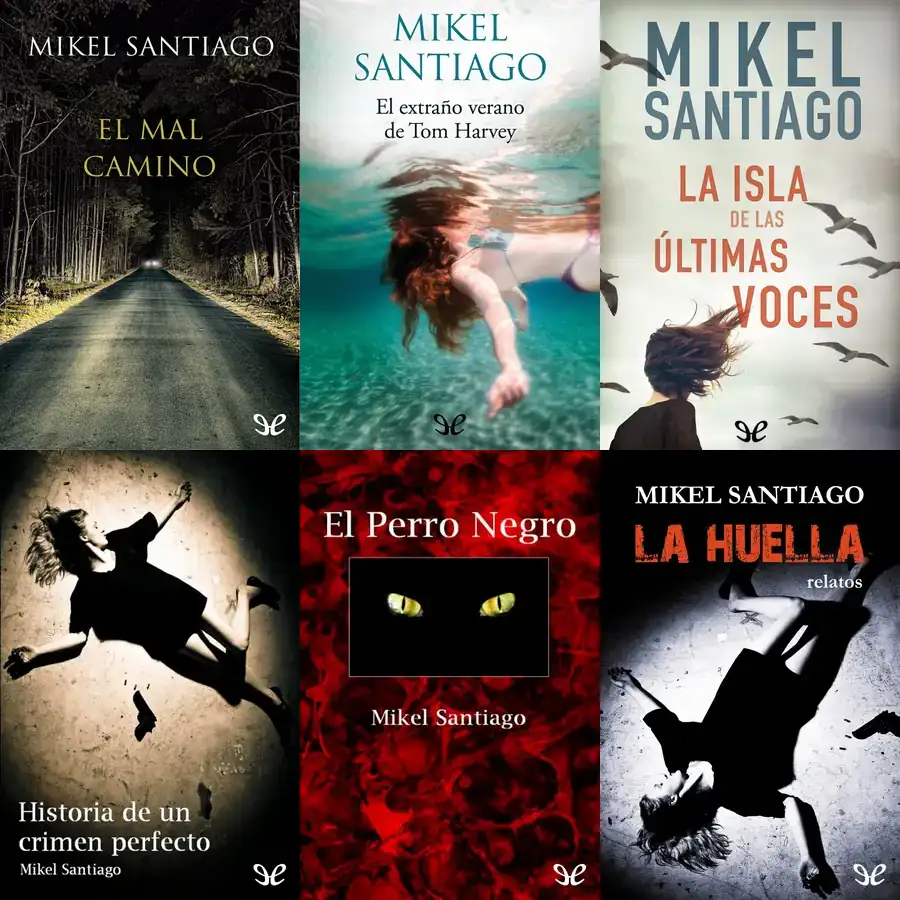 MIKEL SANTIAGO
EL MAL
CAMINO
MIKEL
SANTIAGO
El extraño verano
de Tom Harvey
MIKEL
SANTIAGO
LA ISLA
DE LAS
ÚLTIMAS
VOCES
Historia de un
crimen perfecto
Mikel Santiago
El Perro Negro
Mikel Santiago
MIKEL SANTIAGO
LA HUELLA
relatos